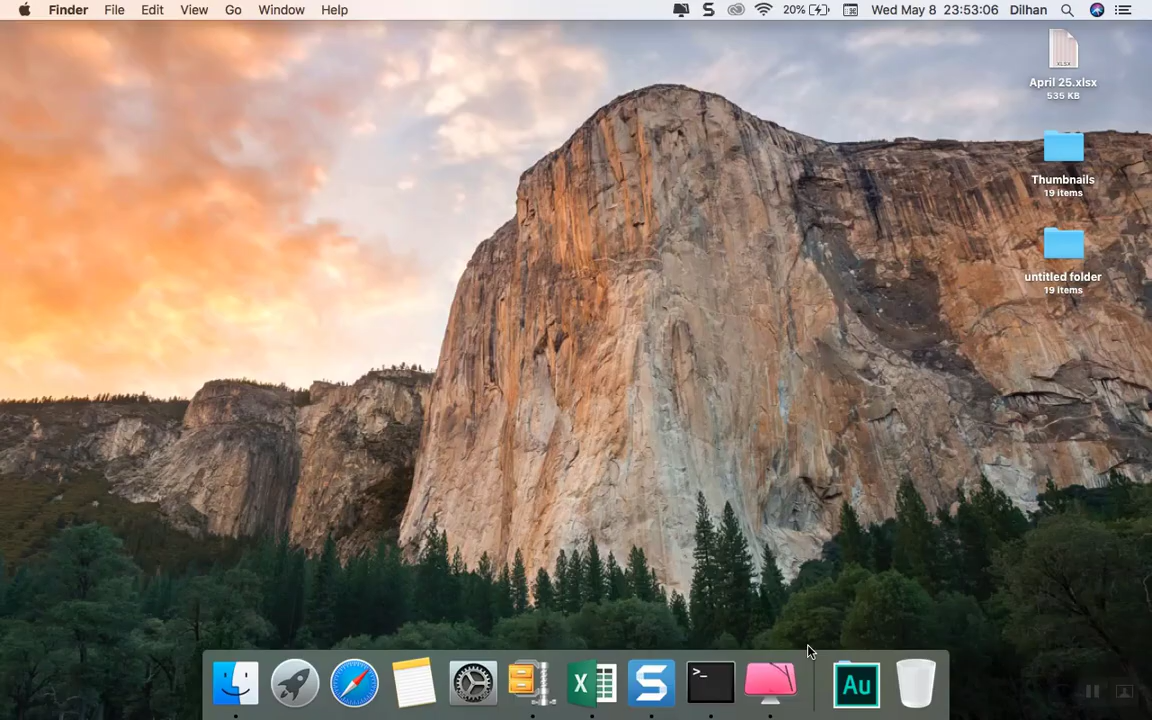 Finder File Edit View Go Window Help 20% Wed May 8 23:53:06 Dilhan
XLSX
April 25.xlsx
535 KB
Thumbnails
19 items
untitled folder
19 items
>_
Au